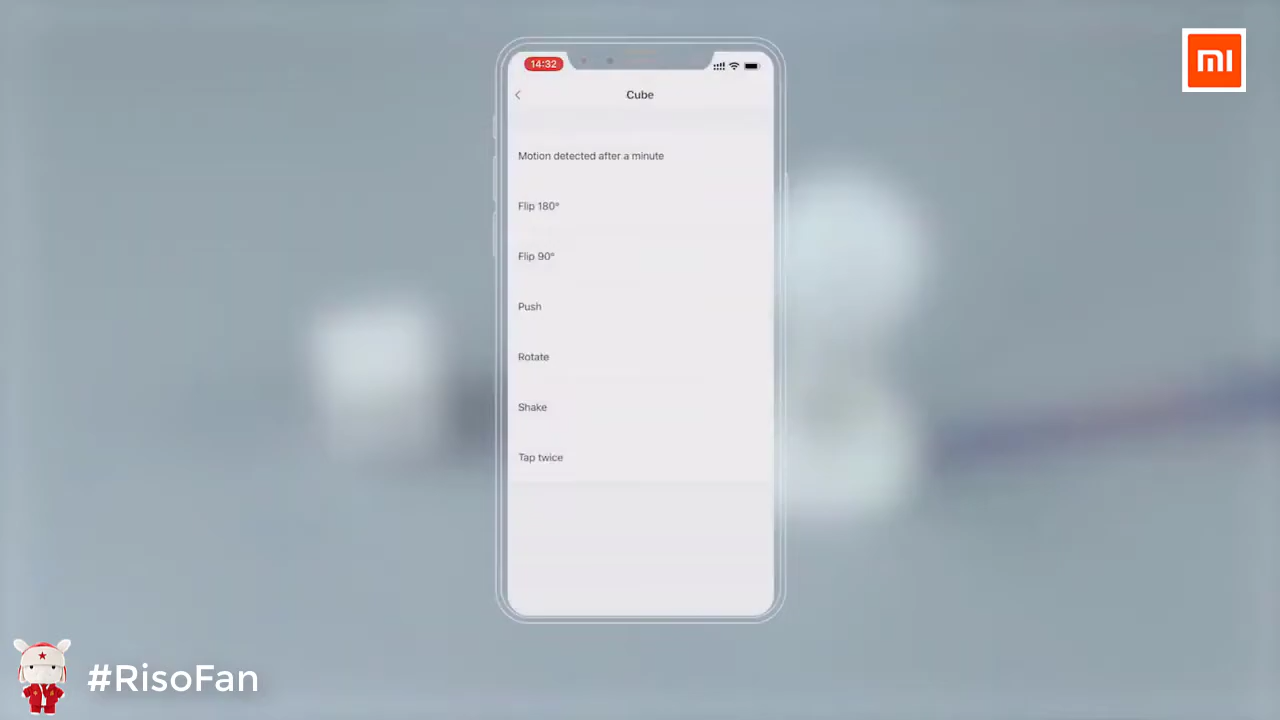 14:32
Cube
Motion detected after a minute
Flip 180°
Flip 90°
Push
Rotate
Shake
Tap twice
mi
#RisoFan